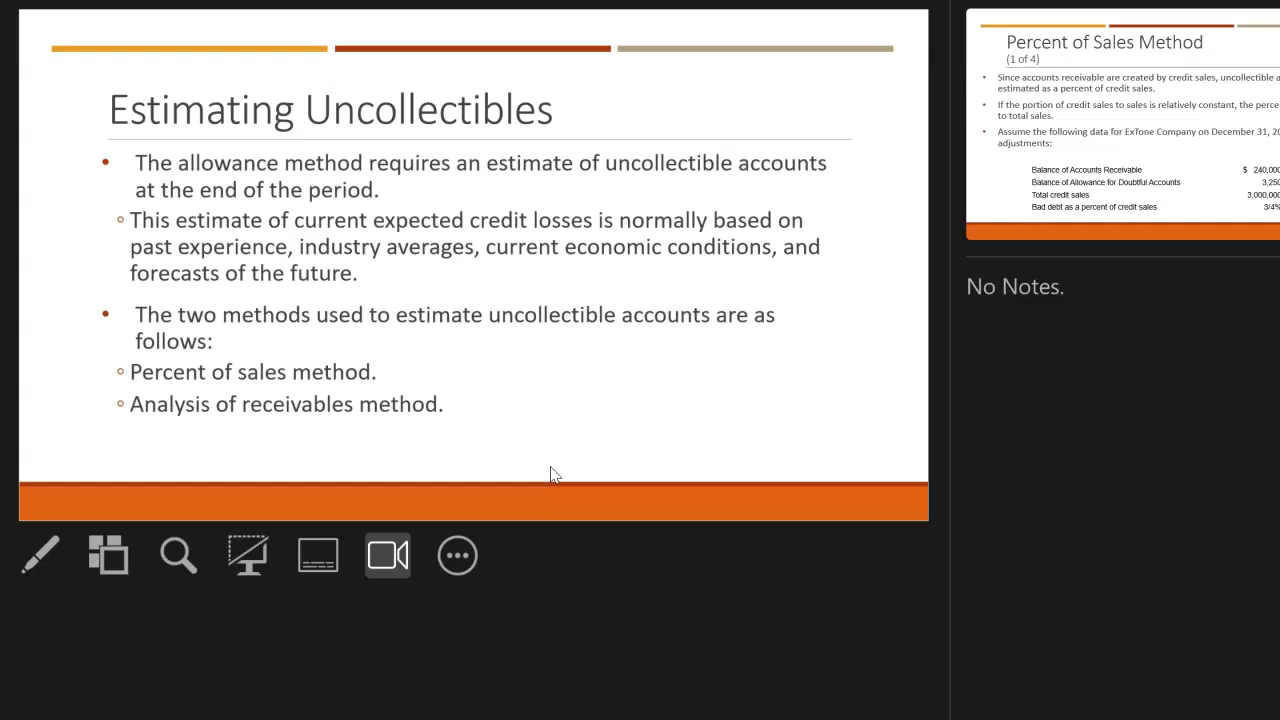 Estimating Uncollectibles
• The allowance method requires an estimate of uncollectible accounts
at the end of the period.
◦ This estimate of current expected credit losses is normally based on
past experience, industry averages, current economic conditions, and
forecasts of the future.
• The two methods used to estimate uncollectible accounts are as
follows:
◦ Percent of sales method.
◦ Analysis of receivables method.
Percent of Sales Method
(1 of 4)
• Since accounts receivable are created by credit sales, uncollectible
estimated as a percent of credit sales.
• If the portion of credit sales to sales is relatively constant, the
to total sales.
• Assume the following data for ExTone Company on December 31,
adjustments:
Balance of Accounts Receivable $ 240,000
Balance of Allowance for Doubtful Accounts 3,250
Total credit sales 3,000,000
Bad debt as a percent of credit sales 3/4%
No Notes.